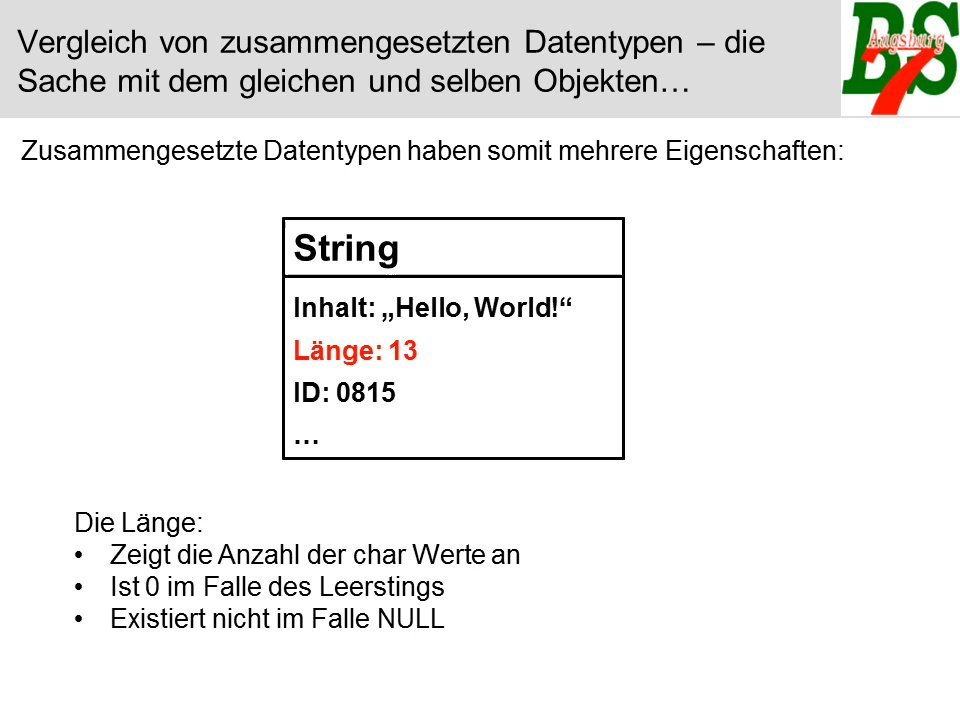 Vergleich von zusammengesetzten Datentypen – die
Sache mit dem gleichen und selben Objekten…
BS
Augsburg
7
Zusammengesetzte Datentypen haben somit mehrere Eigenschaften:
String
Inhalt: „Hello, World!“
Länge: 13
ID: 0815
…
Die Länge:
• Zeigt die Anzahl der char Werte an
• Ist 0 im Falle des Leerstings
• Existiert nicht im Falle NULL